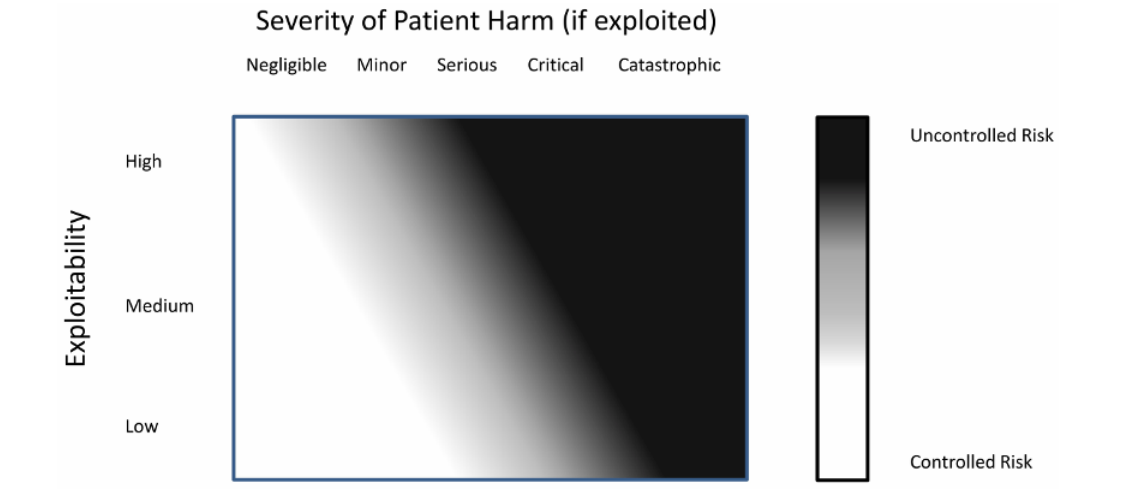 Severity of Patient Harm (if exploited)
Negligible Minor Serious Critical Catastrophic
Exploitability
High
Medium
Low
Uncontrolled Risk
Controlled Risk